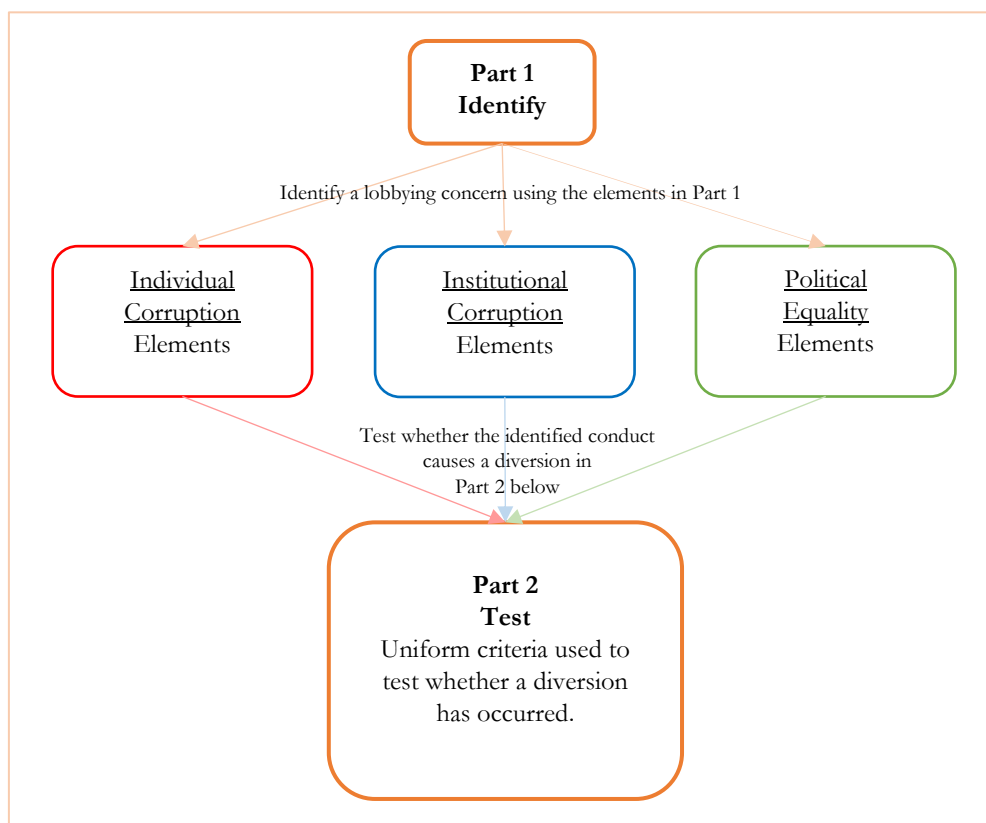 Part 1
Identify
Identify a lobbying concern using the elements in Part 1
Individual
Corruption
Elements
Institutional
Corruption
Elements
Political
Equality
Elements
Test whether the identified conduct
causes a diversion in
Part 2 below
Part 2
Test
Uniform criteria used to
test whether a diversion
has occurred.